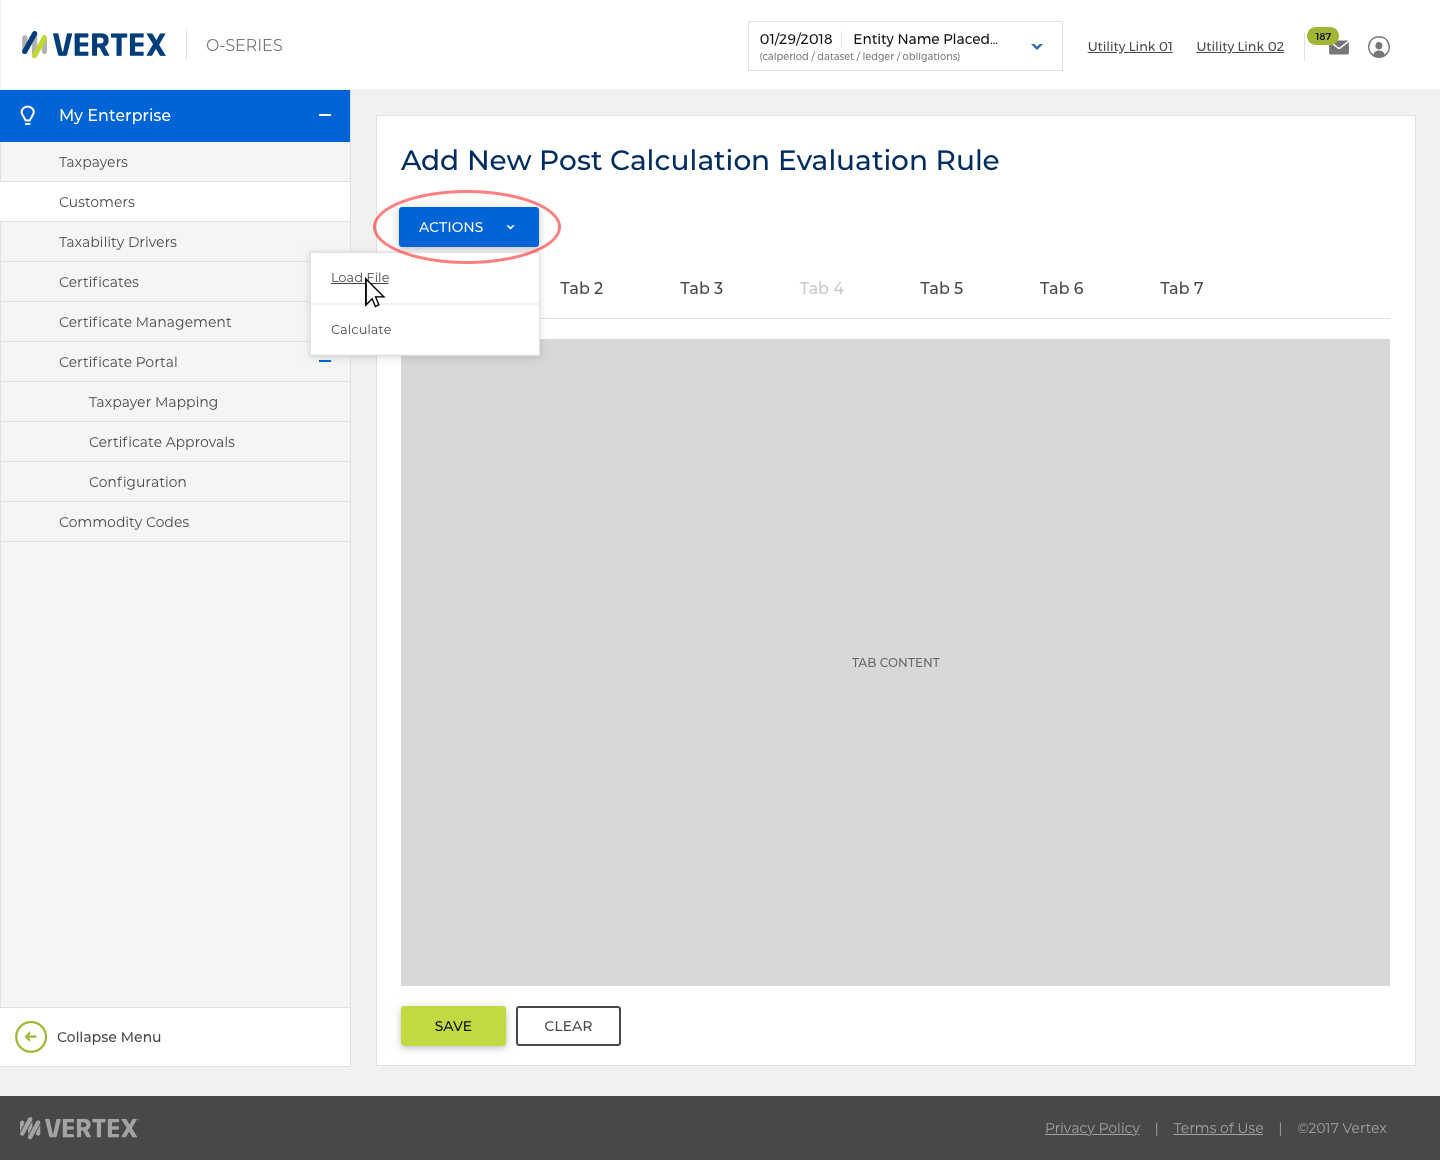 VERTEX
O-SERIES
01/29/2018
Entity Name Placed...
(calperiod / dataset / ledger / obligations)
Utility Link 01
Utility Link 02
187
My Enterprise
Taxpayers
Customers
Taxability Drivers
Certificates
Certificate Management
Certificate Portal
Taxpayer Mapping
Certificate Approvals
Configuration
Commodity Codes
Collapse Menu
Add New Post Calculation Evaluation Rule
ACTIONS
Load File
Calculate
Tab 2
Tab 3
Tab 4
Tab 5
Tab 6
Tab 7
TAB CONTENT
SAVE
CLEAR
VERTEX
Privacy Policy | Terms of Use | ©2017 Vertex